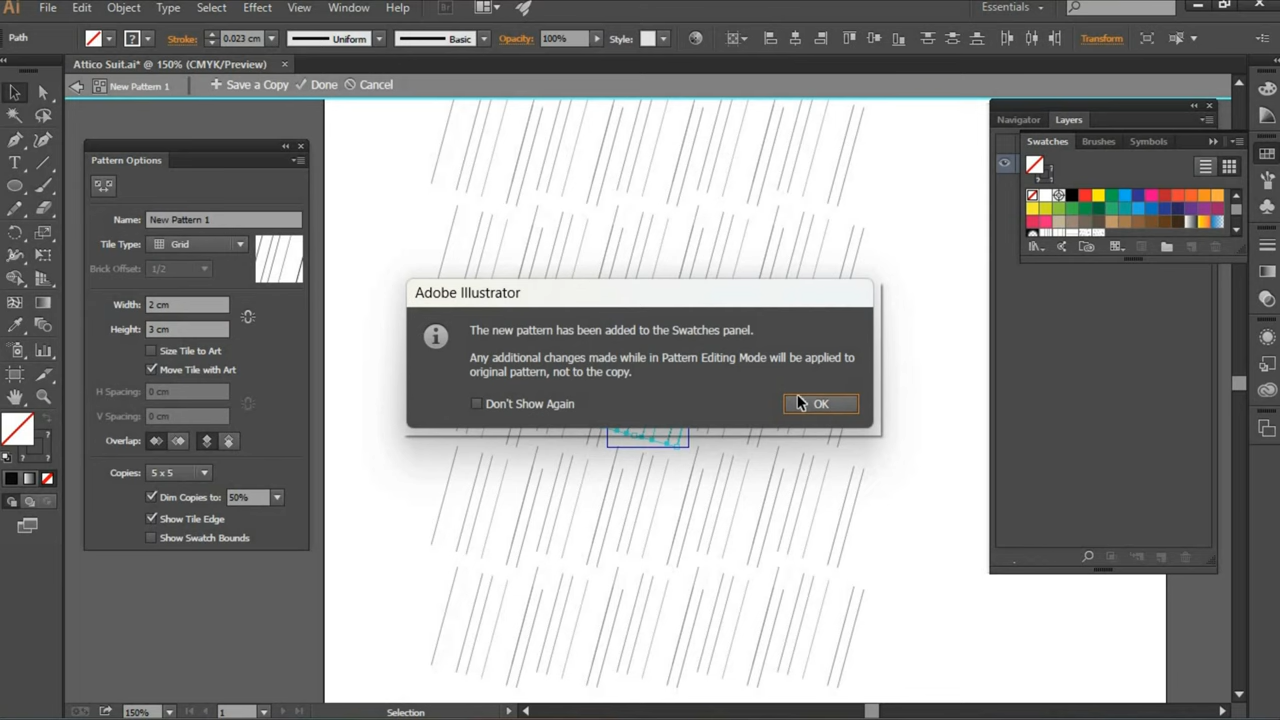 Ai File Edit Object Type Select Effect View Window Help Br Essentials
Path Stroke: 0.023 cm Uniform Basic Opacity: 100% Style: Transform
Attico Suit.ai* @ 150% (CMYK/Preview)
New Pattern 1 + Save a Copy Done Cancel
Navigator Layers
Pattern Options
Swatches Brushes Symbols
Name: New Pattern 1
Tile Type: Grid
Brick Offset: 1/2
Width: 2 cm
Height: 3 cm
Size Tile to Art
Move Tile with Art
H Spacing: 0 cm
V Spacing: 0 cm
Overlap:
Copies: 5 x 5
Dim Copies to: 50%
Show Tile Edge
Show Swatch Bounds
Adobe Illustrator
The new pattern has been added to the Swatches panel.
Any additional changes made while in Pattern Editing Mode will be applied to
original pattern, not to the copy.
Don't Show Again OK
150% 1 Selection